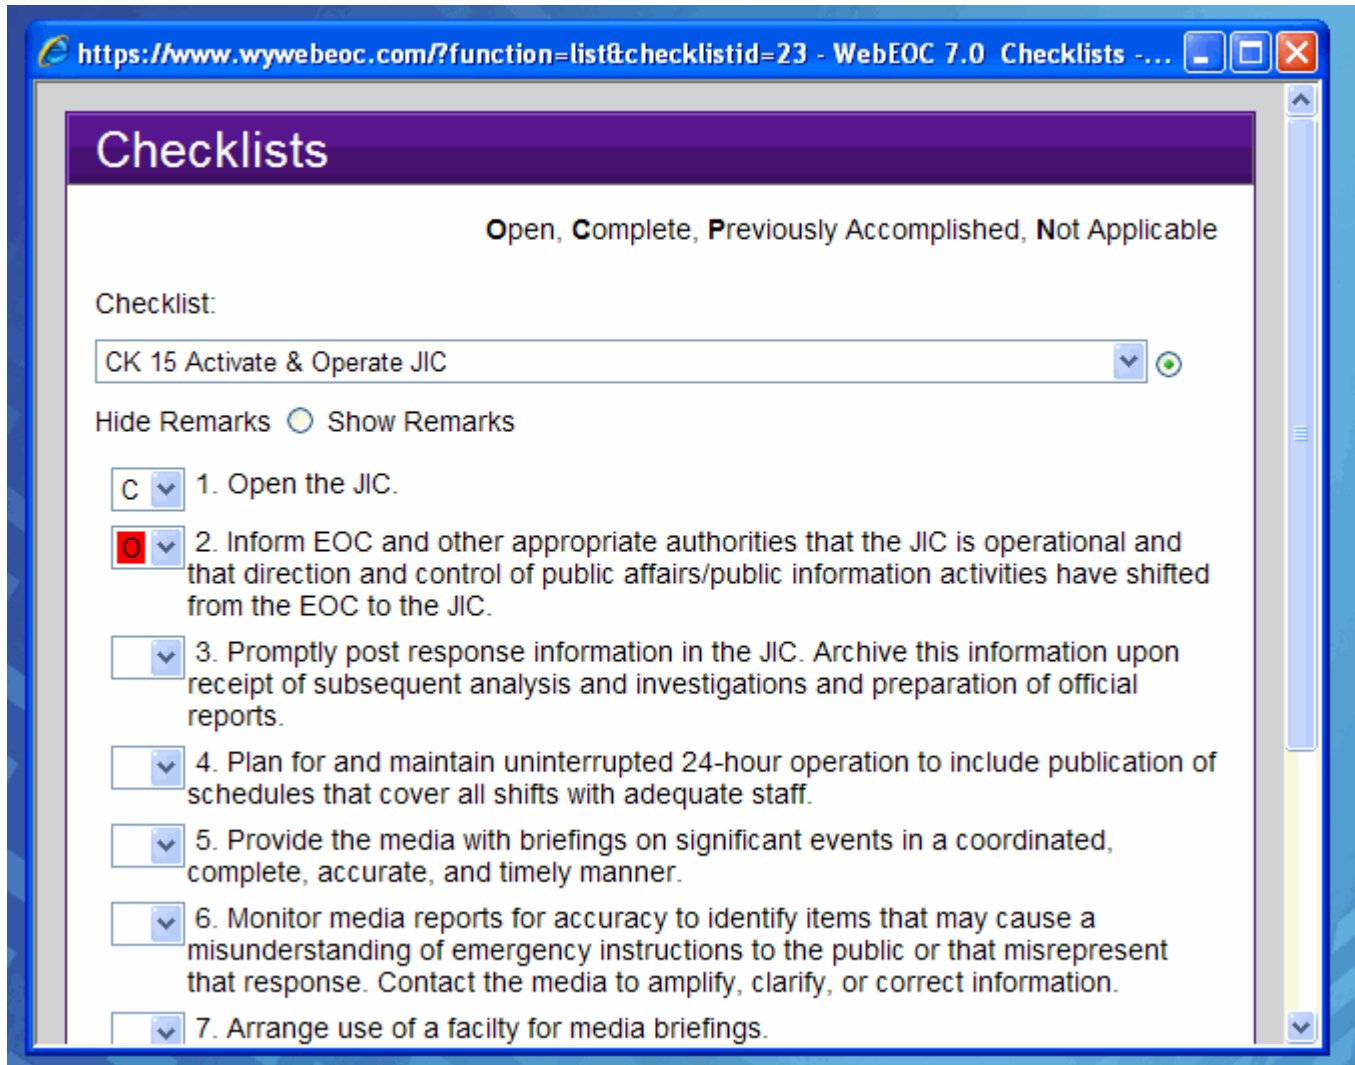 https://www.wywebeoc.com/?function=list&checklistid=23 - WebEOC 7.0 Checklists -...
Checklists
Open, Complete, Previously Accomplished, Not Applicable
Checklist:
CK 15 Activate & Operate JIC
Hide Remarks Show Remarks
C 1. Open the JIC.
O 2. Inform EOC and other appropriate authorities that the JIC is operational and
that direction and control of public affairs/public information activities have shifted
from the EOC to the JIC.
3. Promptly post response information in the JIC. Archive this information upon
receipt of subsequent analysis and investigations and preparation of official
reports.
4. Plan for and maintain uninterrupted 24-hour operation to include publication of
schedules that cover all shifts with adequate staff.
5. Provide the media with briefings on significant events in a coordinated,
complete, accurate, and timely manner.
6. Monitor media reports for accuracy to identify items that may cause a
misunderstanding of emergency instructions to the public or that misrepresent
that response. Contact the media to amplify, clarify, or correct information.
7. Arrange use of a facilty for media briefings.